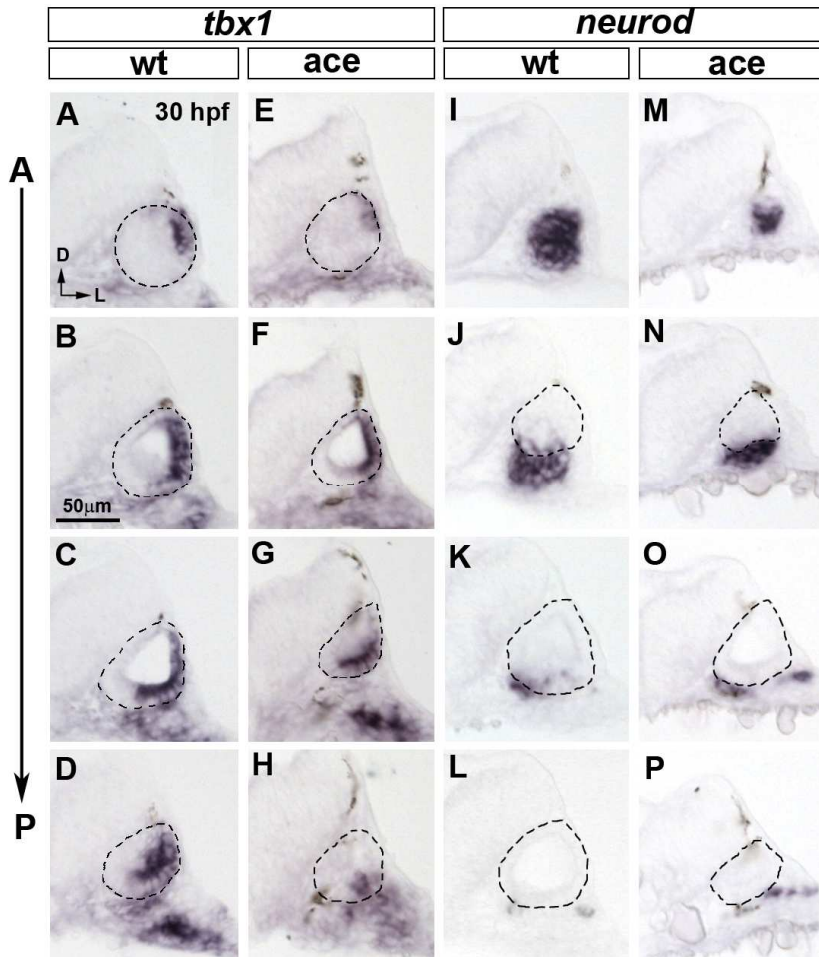 tbx1 neurod
wt ace wt ace
A 30 hpf E I M
A
D
L
B F J N
50μm
C G K O
D H L P
P